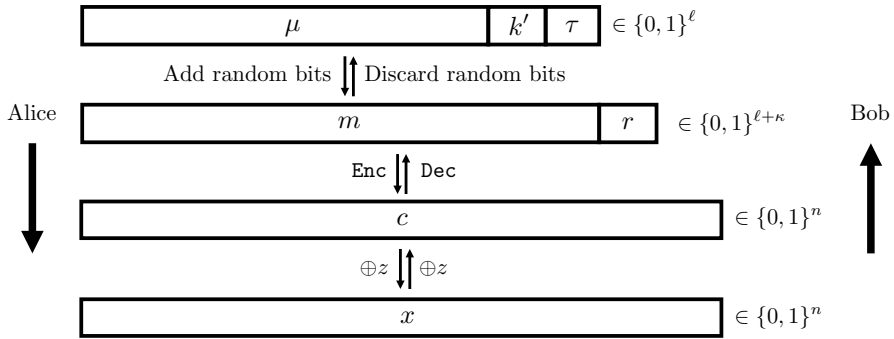 μ k′ τ ∈ {0, 1}^ℓ
Add random bits Discard random bits
Alice m r ∈ {0, 1}^{ℓ+κ} Bob
Enc Dec
c ∈ {0, 1}^n
⊕z ⊕z
x ∈ {0, 1}^n